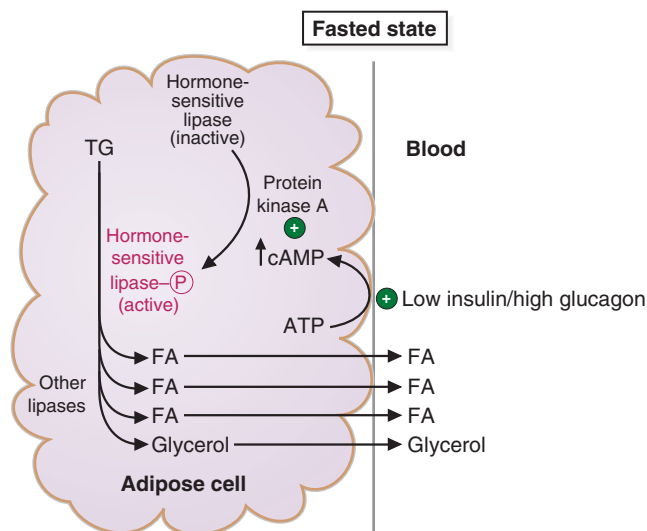 Fasted state
Hormone-
sensitive
lipase
(inactive)
TG
Blood
Protein
kinase A
+
Hormone-
sensitive
lipase–P
(active)
cAMP
+ Low insulin/high glucagon
ATP
FA FA
FA FA
FA FA
Other
lipases
Glycerol Glycerol
Adipose cell